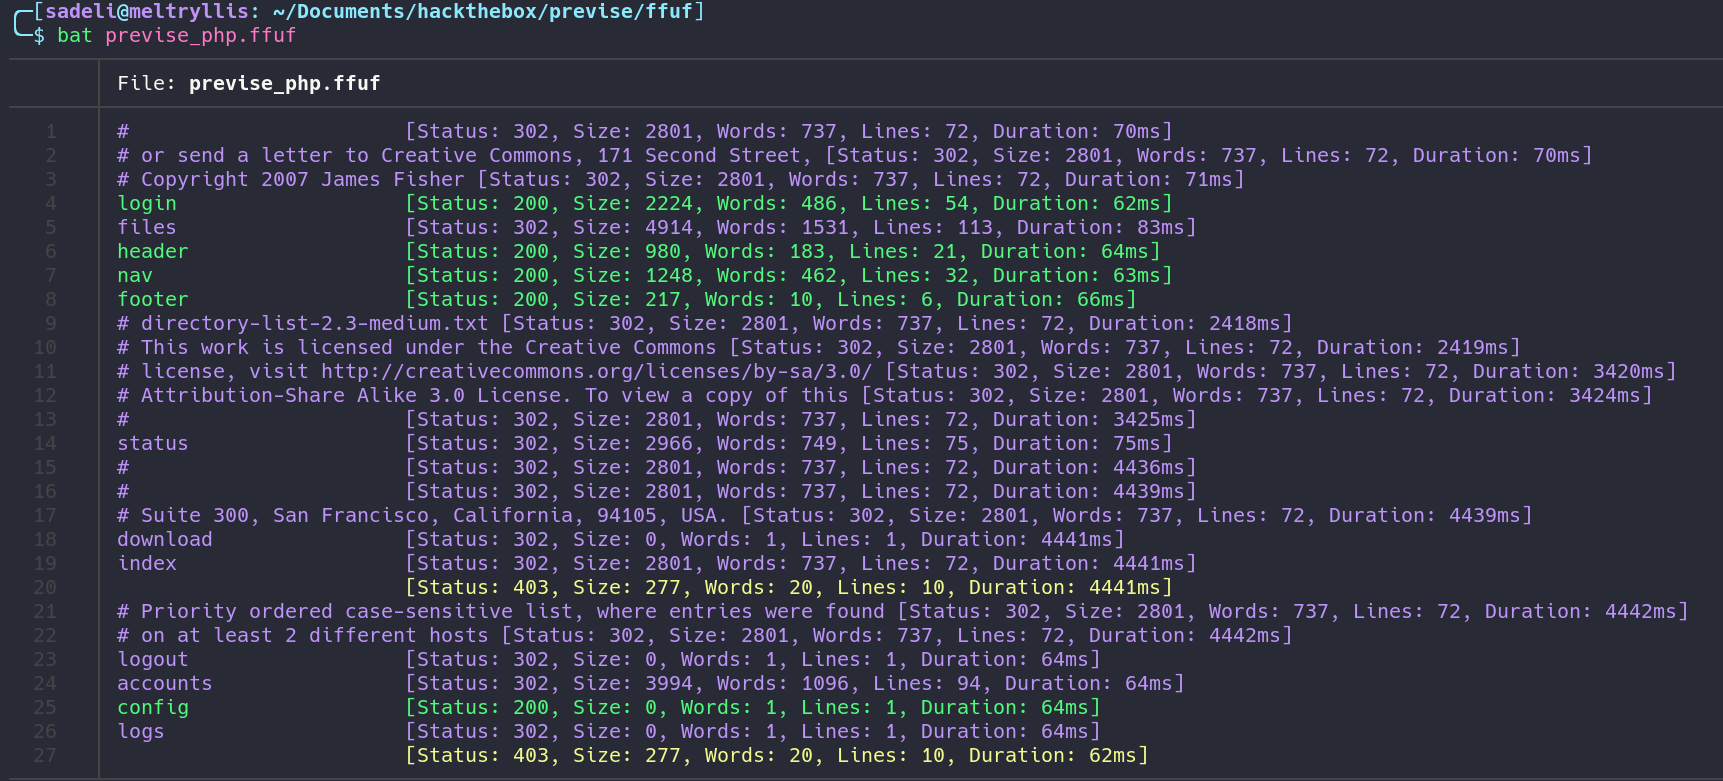 [sadeli@meltryllis: ~/Documents/hackthebox/previse/ffuf]
$ bat previse_php.ffuf
File: previse_php.ffuf
1 # [Status: 302, Size: 2801, Words: 737, Lines: 72, Duration: 70ms]
2 # or send a letter to Creative Commons, 171 Second Street, [Status: 302, Size: 2801, Words: 737, Lines: 72, Duration: 70ms]
3 # Copyright 2007 James Fisher [Status: 302, Size: 2801, Words: 737, Lines: 72, Duration: 71ms]
4 login [Status: 200, Size: 2224, Words: 486, Lines: 54, Duration: 62ms]
5 files [Status: 302, Size: 4914, Words: 1531, Lines: 113, Duration: 83ms]
6 header [Status: 200, Size: 980, Words: 183, Lines: 21, Duration: 64ms]
7 nav [Status: 200, Size: 1248, Words: 462, Lines: 32, Duration: 63ms]
8 footer [Status: 200, Size: 217, Words: 10, Lines: 6, Duration: 66ms]
9 # directory-list-2.3-medium.txt [Status: 302, Size: 2801, Words: 737, Lines: 72, Duration: 2418ms]
10 # This work is licensed under the Creative Commons [Status: 302, Size: 2801, Words: 737, Lines: 72, Duration: 2419ms]
11 # license, visit http://creativecommons.org/licenses/by-sa/3.0/ [Status: 302, Size: 2801, Words: 737, Lines: 72, Duration: 3420ms]
12 # Attribution-Share Alike 3.0 License. To view a copy of this [Status: 302, Size: 2801, Words: 737, Lines: 72, Duration: 3424ms]
13 # [Status: 302, Size: 2801, Words: 737, Lines: 72, Duration: 3425ms]
14 status [Status: 302, Size: 2966, Words: 749, Lines: 75, Duration: 75ms]
15 # [Status: 302, Size: 2801, Words: 737, Lines: 72, Duration: 4436ms]
16 # [Status: 302, Size: 2801, Words: 737, Lines: 72, Duration: 4439ms]
17 # Suite 300, San Francisco, California, 94105, USA. [Status: 302, Size: 2801, Words: 737, Lines: 72, Duration: 4439ms]
18 download [Status: 302, Size: 0, Words: 1, Lines: 1, Duration: 4441ms]
19 index [Status: 302, Size: 2801, Words: 737, Lines: 72, Duration: 4441ms]
20 [Status: 403, Size: 277, Words: 20, Lines: 10, Duration: 4441ms]
21 # Priority ordered case-sensitive list, where entries were found [Status: 302, Size: 2801, Words: 737, Lines: 72, Duration: 4442ms]
22 # on at least 2 different hosts [Status: 302, Size: 2801, Words: 737, Lines: 72, Duration: 4442ms]
23 logout [Status: 302, Size: 0, Words: 1, Lines: 1, Duration: 64ms]
24 accounts [Status: 302, Size: 3994, Words: 1096, Lines: 94, Duration: 64ms]
25 config [Status: 200, Size: 0, Words: 1, Lines: 1, Duration: 64ms]
26 logs [Status: 302, Size: 0, Words: 1, Lines: 1, Duration: 64ms]
27 [Status: 403, Size: 277, Words: 20, Lines: 10, Duration: 62ms]